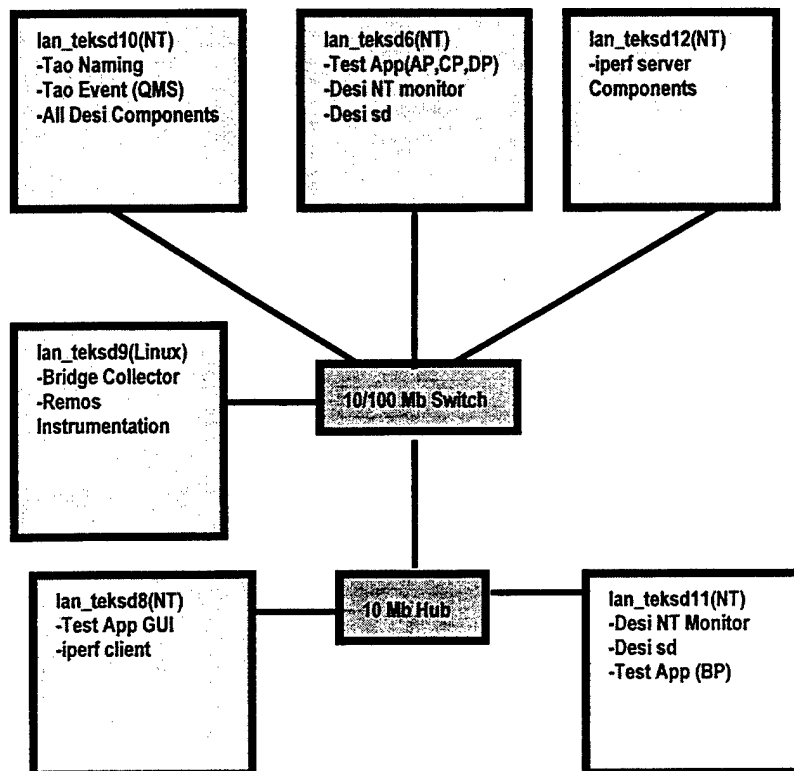 lan_teksd10(NT)
-Tao Naming
-Tao Event (QMS)
-All Desi Components
lan_teksd6(NT)
-Test App(AP,CP,DP)
-Desi NT monitor
-Desi sd
lan_teksd12(NT)
-iperf server
Components
lan_teksd9(Linux)
-Bridge Collector
-Remos
Instrumentation
10/100 Mb Switch
lan_teksd8(NT)
-Test App GUI
-iperf client
10 Mb Hub
lan_teksd11(NT)
-Desi NT Monitor
-Desi sd
-Test App (BP)